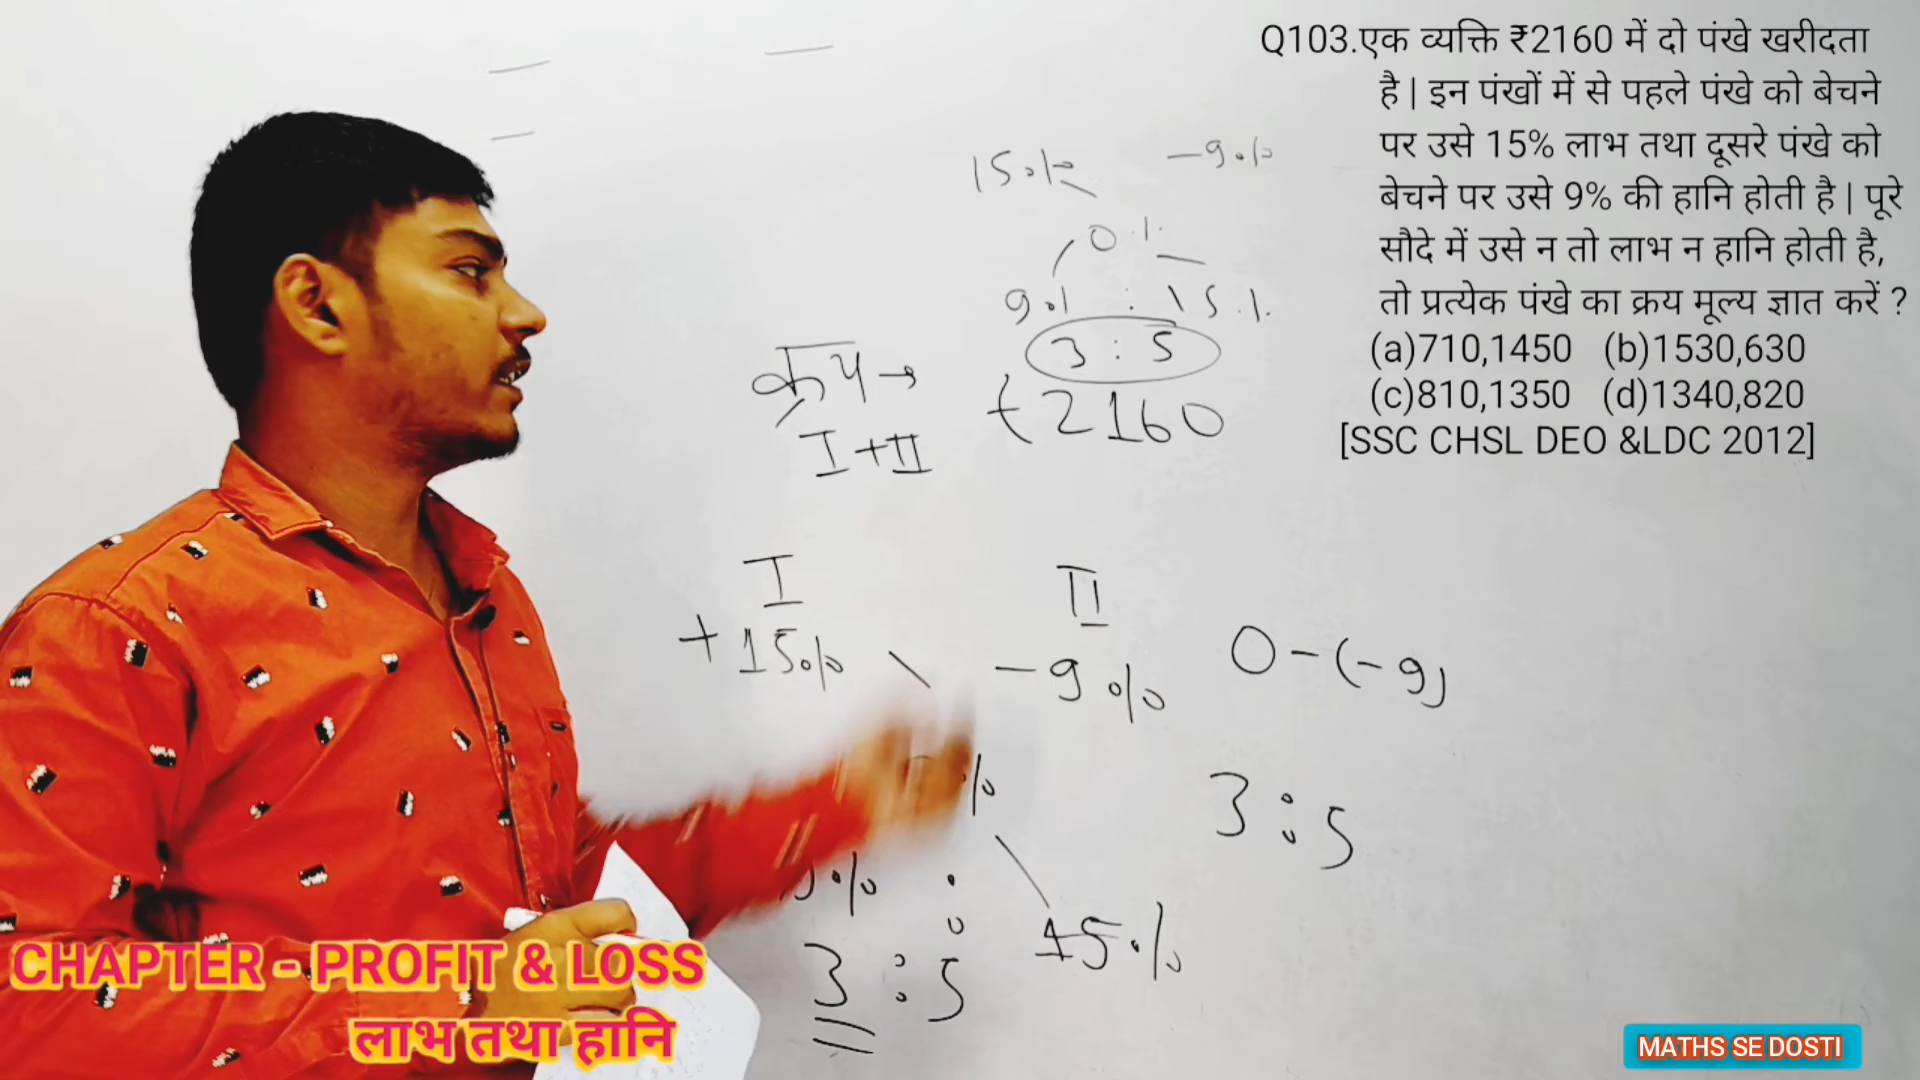 Q103.एक व्यक्ति ₹2160 में दो पंखे खरीदता
है | इन पंखों में से पहले पंखे को बेचने
पर उसे 15% लाभ तथा दूसरे पंखे को
बेचने पर उसे 9% की हानि होती है | पूरे
सौदे में उसे न तो लाभ न हानि होती है,
तो प्रत्येक पंखे का क्रय मूल्य ज्ञात करें ?
(a)710,1450 (b)1530,630
(c)810,1350 (d)1340,820
[SSC CHSL DEO &LDC 2012]
15% -9%
0%
9% : 15%
3 : 5
क्रय → 2160
I + II
I II
+15% -9% 0-(-9)
3 : 5
% : 15%
3 : 5
CHAPTER - PROFIT & LOSS
लाभ तथा हानि
MATHS SE DOSTI